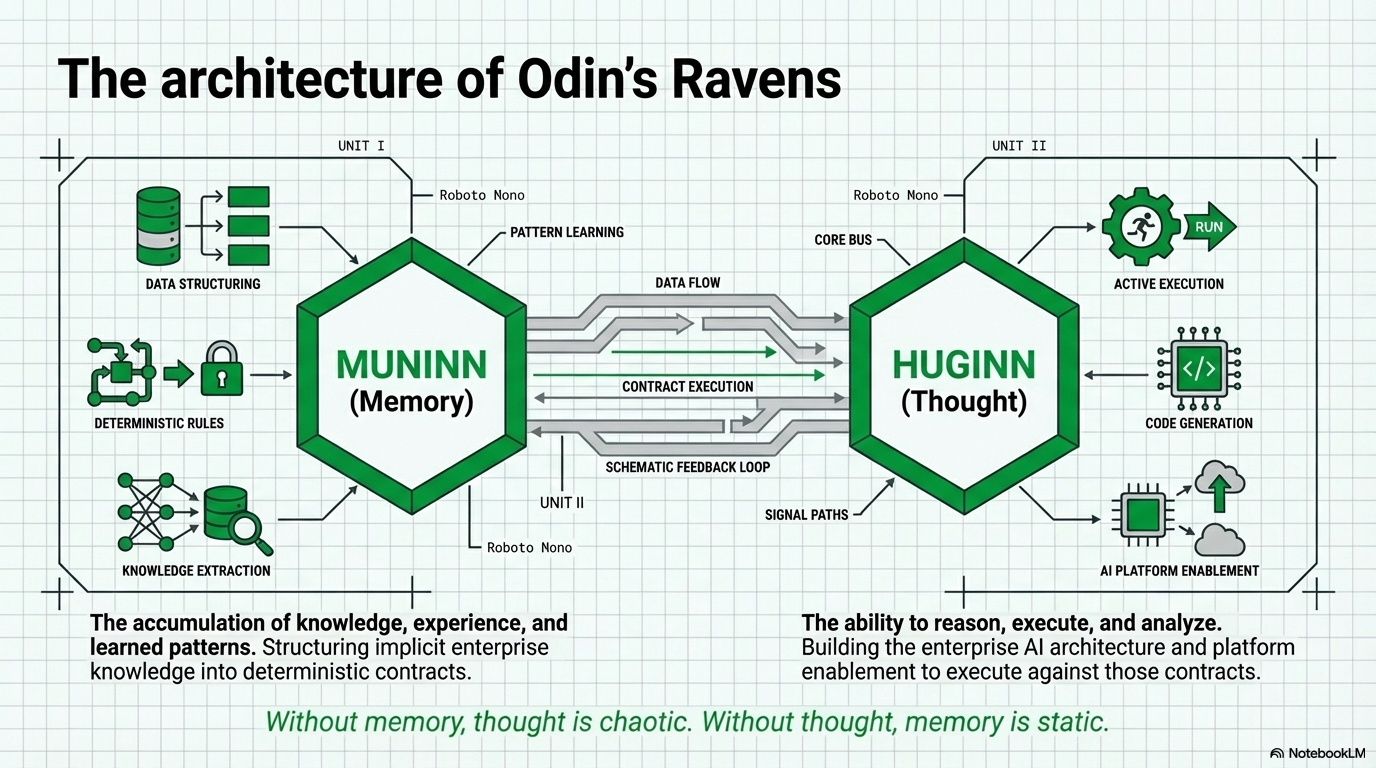 The architecture of Odin's Ravens
UNIT I
Roboto Nono
PATTERN LEARNING
DATA STRUCTURING
DETERMINISTIC RULES
KNOWLEDGE EXTRACTION
MUNINN
(Memory)
DATA FLOW
CONTRACT EXECUTION
SCHEMATIC FEEDBACK LOOP
UNIT II
Roboto Nono
UNIT II
Roboto Nono
CORE BUS
HUGINN
(Thought)
SIGNAL PATHS
RUN
ACTIVE EXECUTION
</>
CODE GENERATION
AI PLATFORM ENABLEMENT
The accumulation of knowledge, experience, and
learned patterns. Structuring implicit enterprise
knowledge into deterministic contracts.
The ability to reason, execute, and analyze.
Building the enterprise AI architecture and platform
enablement to execute against those contracts.
Without memory, thought is chaotic. Without thought, memory is static.
NotebookLM